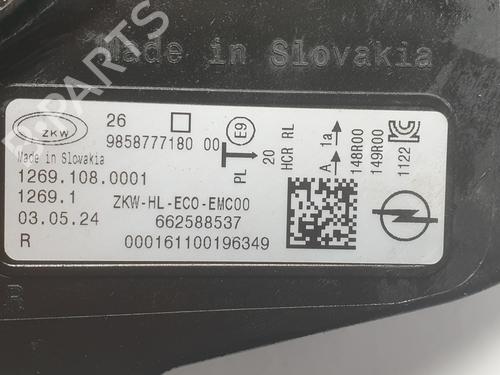 Made in Slovakia
ZKW
26
9858777180 00
E9
Made in Slovakia
1269.108.0001
1269.1
ZKW-HL-ECO-EMC00
03.05.24
662588537
R
000161100196349
PL
20
HCR RL
A 1a
148R00
149R00
1122
R